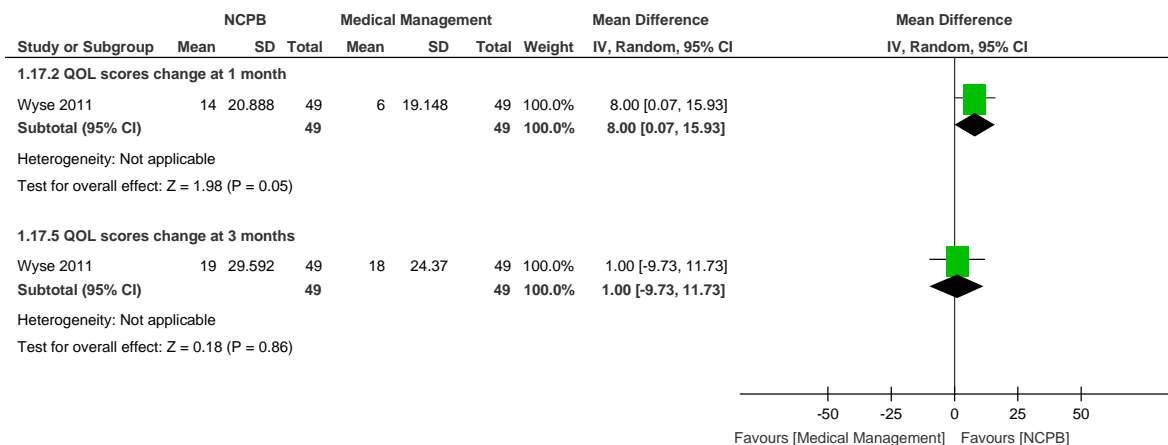 NCPB Medical Management Mean Difference Mean Difference
Study or Subgroup Mean SD Total Mean SD Total Weight IV, Random, 95% CI IV, Random, 95% CI
1.17.2 QOL scores change at 1 month
Wyse 2011 14 20.888 49 6 19.148 49 100.0% 8.00 [0.07, 15.93]
Subtotal (95% CI) 49 49 100.0% 8.00 [0.07, 15.93]
Heterogeneity: Not applicable
Test for overall effect: Z = 1.98 (P = 0.05)
1.17.5 QOL scores change at 3 months
Wyse 2011 19 29.592 49 18 24.37 49 100.0% 1.00 [-9.73, 11.73]
Subtotal (95% CI) 49 49 100.0% 1.00 [-9.73, 11.73]
Heterogeneity: Not applicable
Test for overall effect: Z = 0.18 (P = 0.86)
-50 -25 0 25 50
Favours [Medical Management] Favours [NCPB]